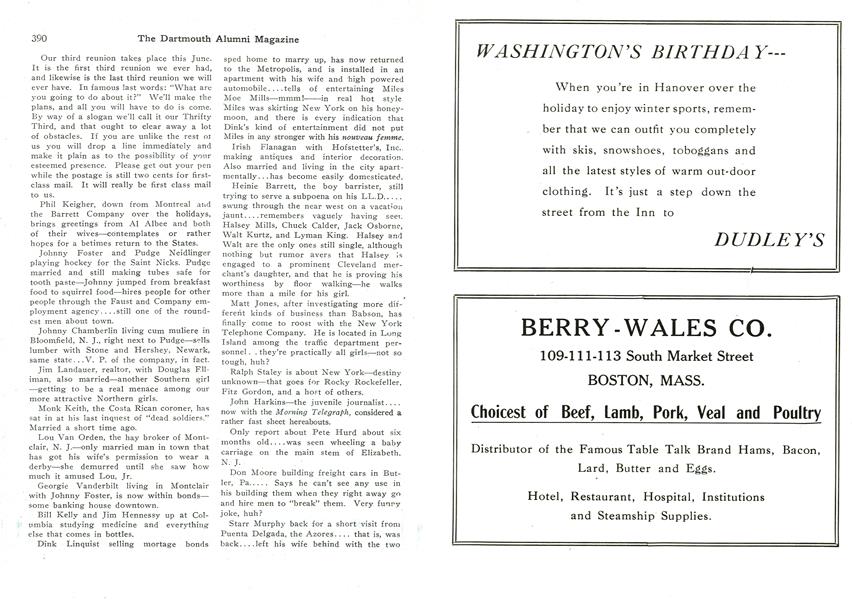 390
The Dartmouth Alumni Magazine
Our third reunion takes place this June.
It is the first third reunion we ever had,
and likewise is the last third reunion we will
ever have. In famous last words: “What are
you going to do about it?” We'll make the
plans, and all you will have to do is come.
By way of a slogan we'll call it our Thrifty
Third, and that ought to clear away a lot
of obstacles. If you are unlike the rest of
us you will drop a line immediately and
make it plain as to the possibility of your
esteemed presence. Please get out your pen
while the postage is still two cents for first-
class mail. It will really be first class mail
to us.
Phil Keigher, down from Montreal and
the Barrett Company over the holidays,
brings greetings from Al Albee and both
of their wives—contemplates or rather
hopes for a betimes return to the States.
Johnny Foster and Pudge Neidlinger
playing hockey for the Saint Nicks. Pudge
married and still making tubes safe for
tooth paste—Johnny jumped from breakfast
food to squirrel food—hires people for other
people through the Faust and Company em-
ployment agency....still one of the round-
est men about town.
Johnny Chamberlin living cum muliere in
Bloomfield, N. J., right next to Pudge—sells
lumber with Stone and Hershey, Newark,
same state...V. P. of the company, in fact.
Jim Landauer, realtor, with Douglas Ell-
iman, also married—another Southern girl
—getting to be a real menace among our
more attractive Northern girls.
Monk Keith, the Costa Rican coroner, has
sat in at his last inquest of “dead soldiers.”
Married a short time ago.
Lou Van Orden, the hay broker of Mont-
clair, N. J.—only married man in town that
has got his wife's permission to wear a
derby—she demurred until she saw how
much it amused Lou, Jr.
Georgie Vanderbilt living in Montclair
with Johnny Foster, is now within bonds—
some banking house downtown.
Bill Kelly and Jim Hennessy up at Col-
umbia studying medicine and everything
else that comes in bottles.
Dink Linquist selling mortgage bonds
sped home to marry up, has now returned
to the Metropolis, and is installed in an
apartment with his wife and high powered
automobile....tells of entertaining Miles
Moe Mills—mmm!——in real hot style.
Miles was skirting New York on his honey-
moon, and there is every indication that
Dink's kind of entertainment did not put
Miles in any stronger with his nouveau femme.
Irish Flanagan with Hofstetter's, Inc.
making antiques and interior decoration.
Also married and living in the city apart-
mentally...has become easily domesticated.
Heinie Barrett, the boy barrister, still
trying to serve a subpoena on his LL.D.....
swung through the near west on a vacation
jaunt....remembers vaguely having seen
Halsey Mills, Chuck Calder, Jack Osborne,
Walt Kurtz, and Lyman King. Halsey and
Walt are the only ones still single, although
nothing but rumor avers that Halsey is
engaged to a prominent Cleveland mer-
chant's daughter, and that he is proving his
worthiness by floor walking—he walks
more than a mile for his girl.
Matt Jones, after investigating more dif-
ferent kinds of business than Babson, has
finally come to roost with the New York
Telephone Company. He is located in Long
Island among the traffic department per-
sonnel..they're practically all girls—not so
tough, huh?
Ralph Staley is about New York—destiny
unknown—that goes for Rocky Rockefeller,
Fitz Gordon, and a host of others.
John Harkins—the juvenile journalist....
now with the Morning Telegraph, considered a
rather fast sheet hereabouts.
Only report about Pete Hurd about six
months old....was seen wheeling a baby
carriage on the main stem of Elizabeth,
N. J.
Don Moore building freight cars in But-
ler, Pa..... Says he can't see any use in
his building them when they right away go
and hire men to “break” them. Very funny
joke, huh?
Starr Murphy back for a short visit from
Puenta Delgada, the Azores.... that is, was
back....left his wife behind with the two
WASHINGTON'S BIRTHDAY---
When you're in Hanover over the
holiday to enjoy winter sports, remem-
ber that we can outfit you completely
with skis, snowshoes, toboggans and
all the latest styles of warm out-door
clothing. It's just a step down the
street from the Inn to
DUDLEY'S
BERRY-WALES CO.
109-111-113 South Market Street
BOSTON, MASS.
Choicest of Beef, Lamb, Pork, Veal and Poultry
Distributor of the Famous Table Talk Brand Hams, Bacon,
Lard, Butter and Eggs.
Hotel, Restaurant, Hospital, Institutions
and Steamship Supplies.